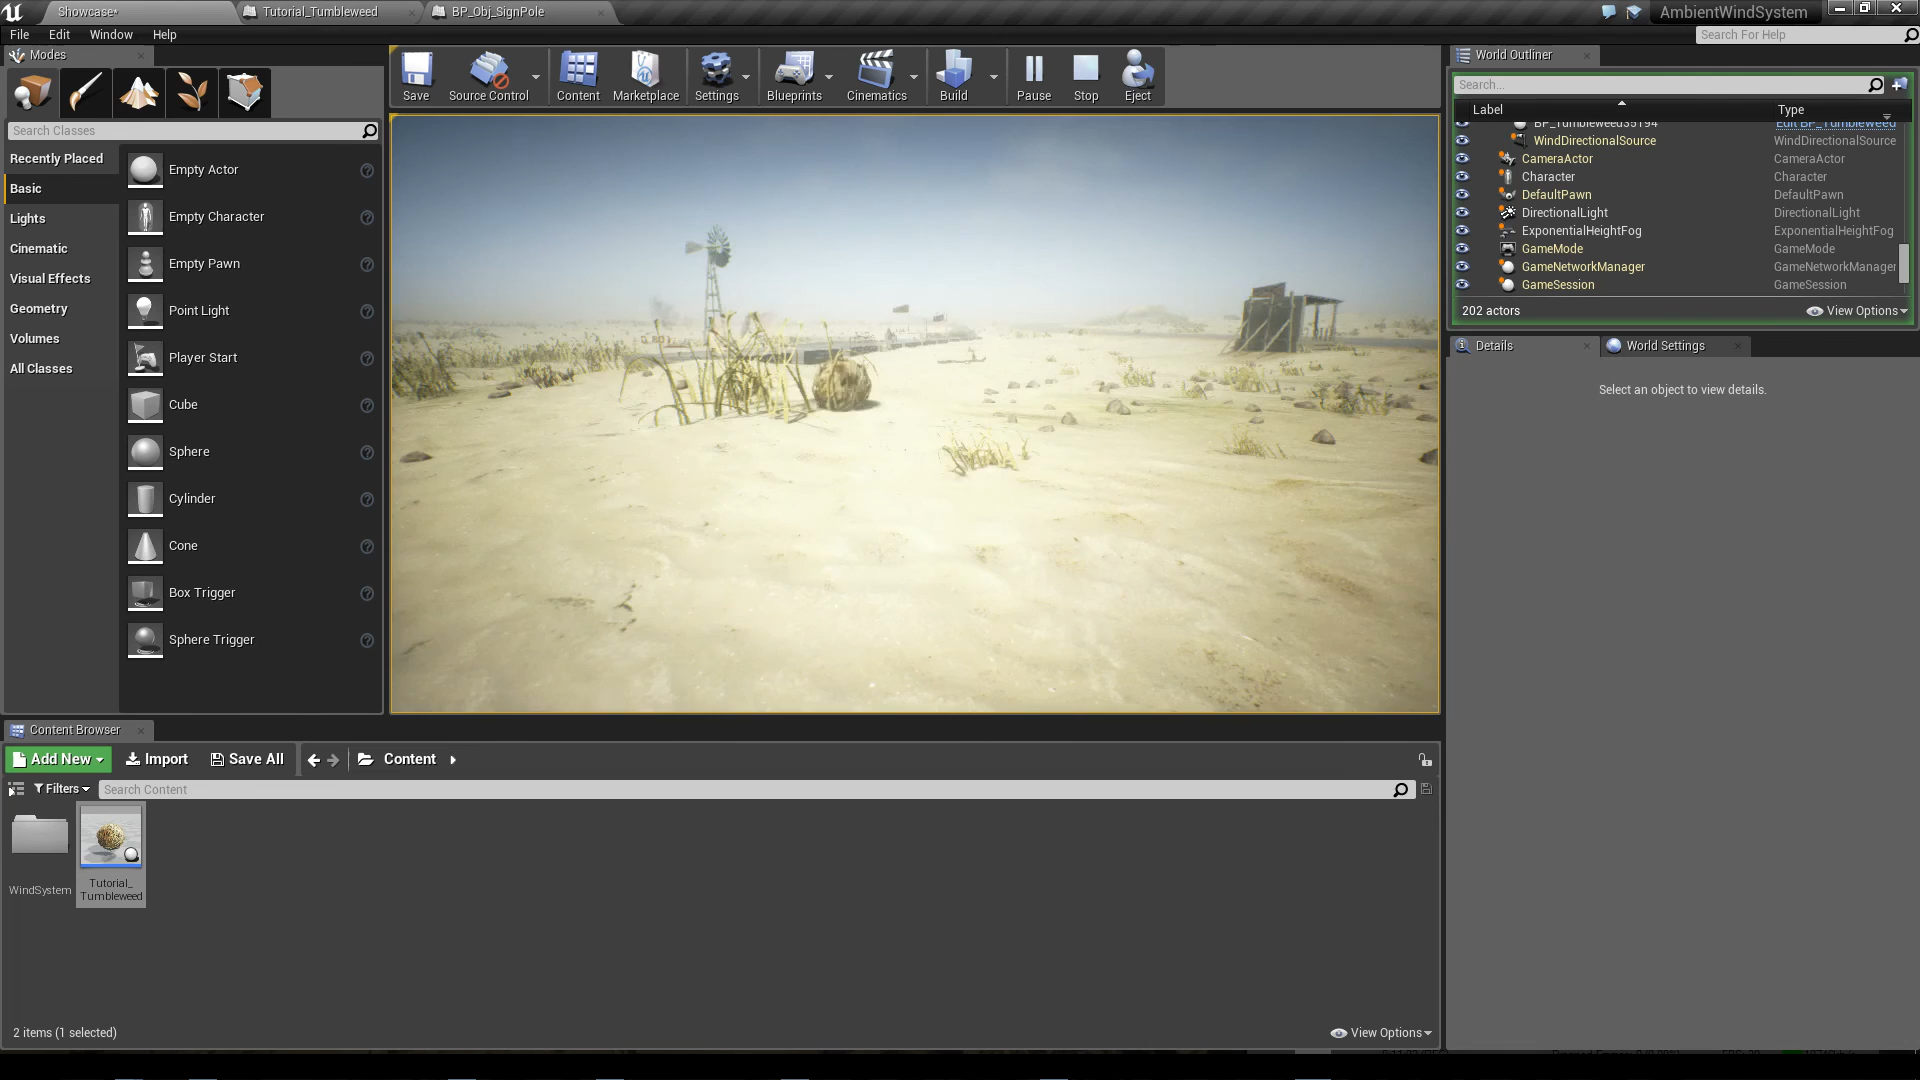 Showcase*
Tutorial_Tumbleweed
BP_Obj_SignPole
AmbientWindSystem
File Edit Window Help
Search For Help
Modes
Search Classes
Recently Placed
Basic
Lights
Cinematic
Visual Effects
Geometry
Volumes
All Classes
Empty Actor
Empty Character
Empty Pawn
Point Light
Player Start
Cube
Sphere
Cylinder
Cone
Box Trigger
Sphere Trigger
Save
Source Control
Content
Marketplace
Settings
Blueprints
Cinematics
Build
Pause
Stop
Eject
World Outliner
Search...
Label Type
BP_Tumbleweed35194 Edit BP_Tumbleweed
WindDirectionalSource WindDirectionalSource
CameraActor CameraActor
Character Character
DefaultPawn DefaultPawn
DirectionalLight DirectionalLight
ExponentialHeightFog ExponentialHeightFog
GameMode GameMode
GameNetworkManager GameNetworkManager
GameSession GameSession
202 actors
View Options
Details
World Settings
Select an object to view details.
Content Browser
Add New
Import
Save All
Content
Filters
Search Content
WindSystem
Tutorial_
Tumbleweed
2 items (1 selected)
View Options